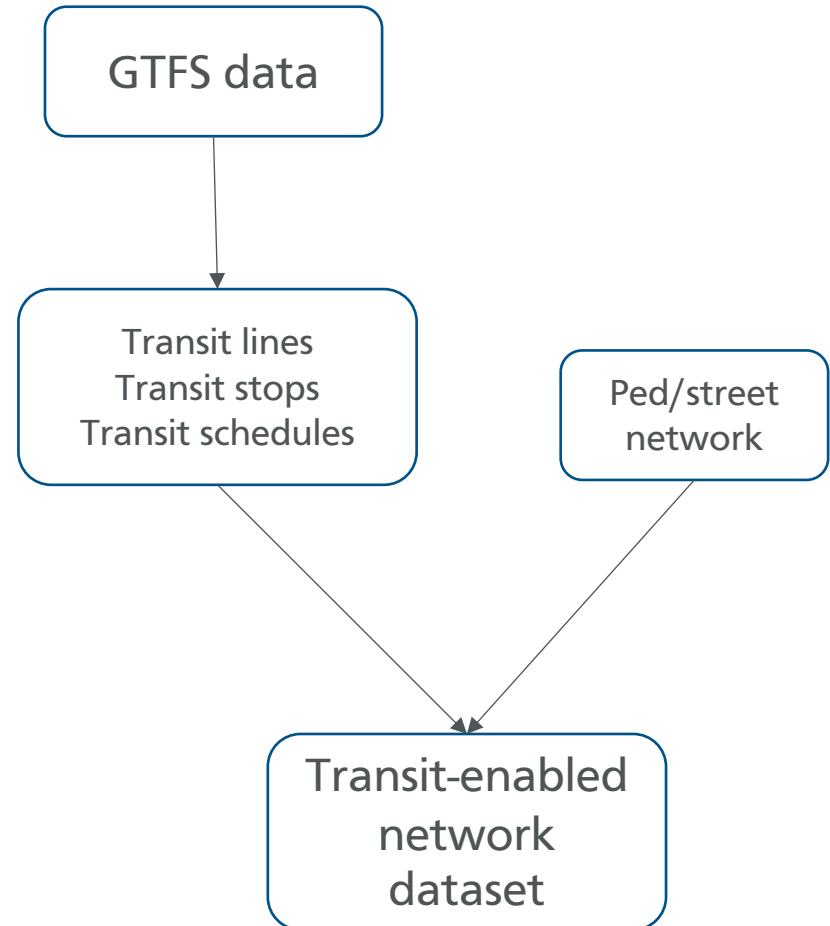 GTFS data
Transit lines
Transit stops
Transit schedules
Ped/street
network
Transit-enabled
network
dataset